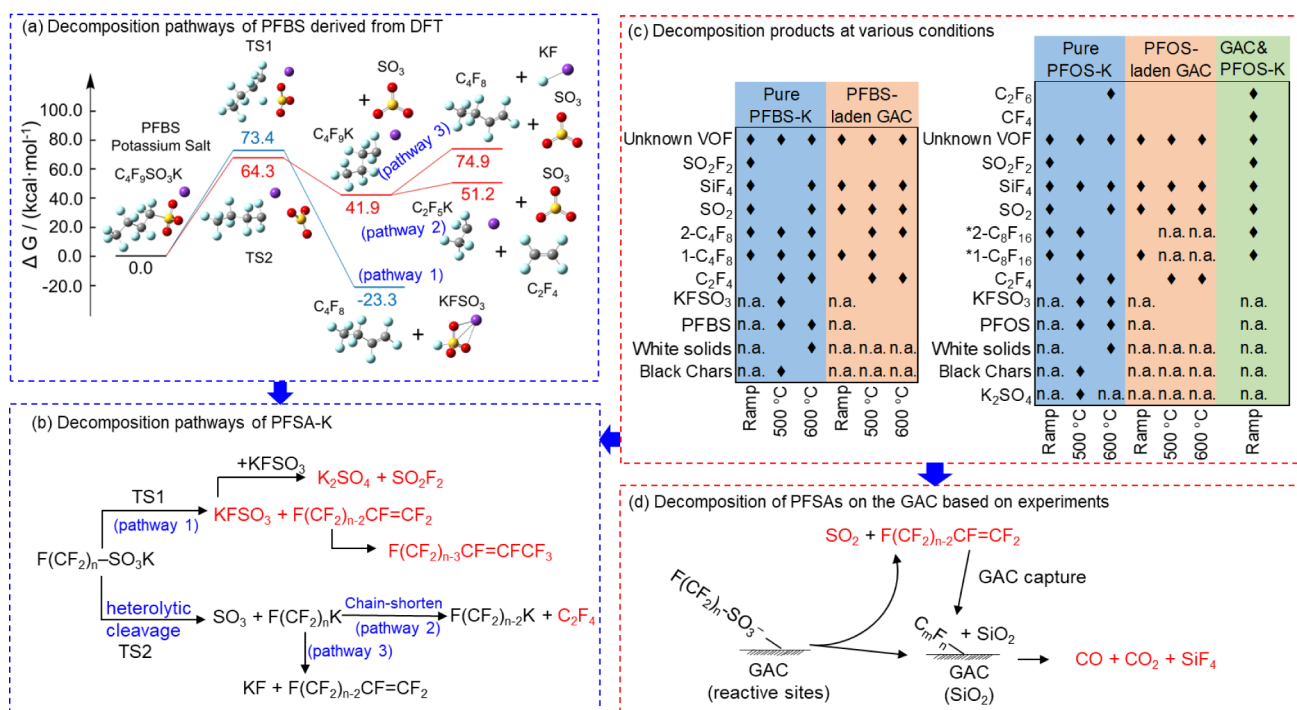 (a) Decomposition pathways of PFBS derived from DFT
TS1
KF
SO₃
C₄F₈
+
100.0
80.0
60.0
40.0
20.0
0.0
-20.0
Δ G / (kcal·mol⁻¹)
PFBS
Potassium Salt
C₄F₉SO₃K
0.0
73.4
64.3
TS2
+
C₄F₉K
(pathway 3)
41.9
SO₃
+
74.9
51.2
SO₃
(pathway 2)
C₂F₅K
+
+
C₂F₄
(pathway 1)
-23.3
C₄F₈
+
KFSO₃
(b) Decomposition pathways of PFSA-K
+KFSO₃
K₂SO₄ + SO₂F₂
TS1
(pathway 1)
KFSO₃ + F(CF₂)ₙ₋₂CF=CF₂
F(CF₂)ₙ₋₃CF=CFCF₃
F(CF₂)ₙ–SO₃K
heterolytic
cleavage
TS2
SO₃ + F(CF₂)ₙK
Chain-shorten
(pathway 2)
F(CF₂)ₙ₋₂K + C₂F₄
(pathway 3)
KF + F(CF₂)ₙ₋₂CF=CF₂
(c) Decomposition products at various conditions
Pure
PFBS-K
PFBS-
laden GAC
Unknown VOF ♦ ♦ ♦ ♦ ♦ ♦
SO₂F₂ ♦
SiF₄ ♦ ♦ ♦ ♦ ♦
SO₂ ♦ ♦ ♦ ♦ ♦
2-C₄F₈ ♦ ♦ ♦ ♦ ♦
1-C₄F₈ ♦ ♦ ♦ ♦ ♦
C₂F₄ ♦ ♦ ♦ ♦
KFSO₃ n.a. ♦ n.a.
PFBS n.a. ♦ ♦ n.a.
White solids n.a. ♦ n.a. n.a. n.a.
Black Chars n.a. ♦ n.a. n.a. n.a.
Ramp
500 °C
600 °C
Ramp
500 °C
600 °C
Pure
PFOS-K
PFOS-
laden GAC
GAC&
PFOS-K
C₂F₆ ♦ ♦
CF₄ ♦
Unknown VOF ♦ ♦ ♦ ♦ ♦ ♦ ♦
SO₂F₂ ♦ ♦
SiF₄ ♦ ♦ ♦ ♦ ♦ ♦ ♦
SO₂ ♦ ♦ ♦ ♦ ♦ ♦
*2-C₈F₁₆ ♦ ♦ n.a. n.a. ♦
*1-C₈F₁₆ ♦ ♦ ♦ n.a. n.a. ♦
C₂F₄ ♦ ♦ ♦ ♦
KFSO₃ n.a. ♦ ♦ n.a. n.a.
PFOS n.a. ♦ ♦ n.a. n.a.
White solids n.a. ♦ n.a. n.a. n.a. n.a.
Black Chars n.a. ♦ n.a. n.a. n.a. n.a.
K₂SO₄ n.a. ♦ n.a. n.a. n.a. n.a. n.a.
Ramp
500 °C
600 °C
Ramp
500 °C
600 °C
Ramp
(d) Decomposition of PFSAs on the GAC based on experiments
SO₂ + F(CF₂)ₙ₋₂CF=CF₂
GAC capture
F(CF₂)ₙ-SO₃⁻
GAC
(reactive sites)
CₘFₙ + SiO₂
GAC
(SiO₂)
CO + CO₂ + SiF₄